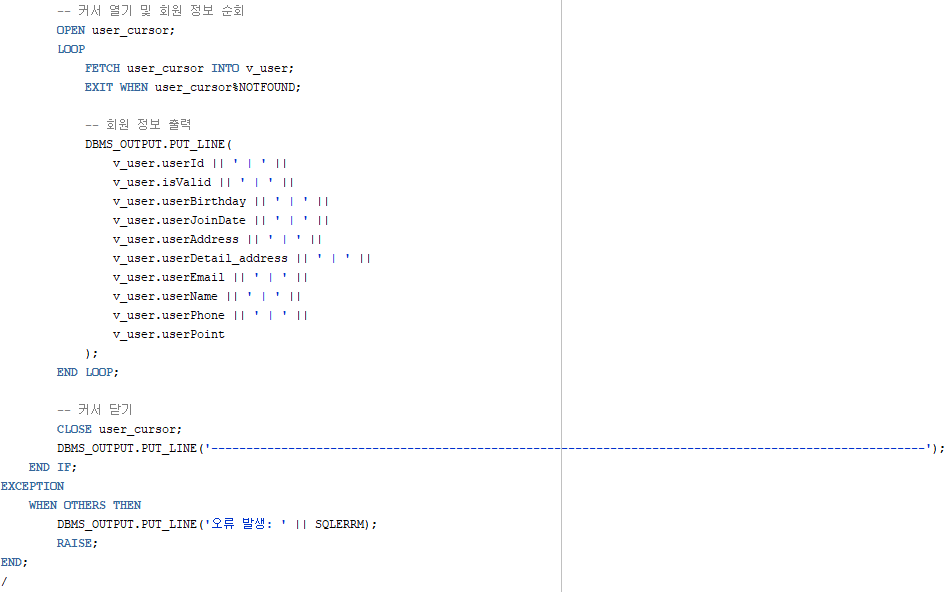 -- 커서 열기 및 회원 정보 순회
OPEN user_cursor;
LOOP
FETCH user_cursor INTO v_user;
EXIT WHEN user_cursor%NOTFOUND;
-- 회원 정보 출력
DBMS_OUTPUT.PUT_LINE(
v_user.userId || ' | ' ||
v_user.isValid || ' | ' ||
v_user.userBirthday || ' | ' ||
v_user.userJoinDate || ' | ' ||
v_user.userAddress || ' | ' ||
v_user.userDetail_address || ' | ' ||
v_user.userEmail || ' | ' ||
v_user.userName || ' | ' ||
v_user.userPhone || ' | ' ||
v_user.userPoint
);
END LOOP;
-- 커서 닫기
CLOSE user_cursor;
DBMS_OUTPUT.PUT_LINE('------------------------------------------------------------------------------------------------------');
END IF;
EXCEPTION
WHEN OTHERS THEN
DBMS_OUTPUT.PUT_LINE('오류 발생: ' || SQLERRM);
RAISE;
END;
/